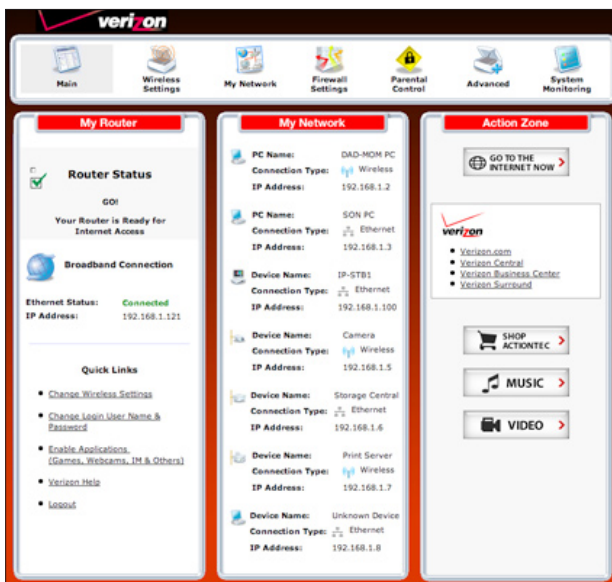 verizon
Main
Wireless
Settings
My Network
Firewall
Settings
Parental
Control
Advanced
System
Monitoring
My Router
Router Status
GO!
Your Router is Ready for
Internet Access
Broadband Connection
Ethernet Status: Connected
IP Address: 192.168.1.121
Quick Links
Change Wireless Settings
Change Login User Name &
Password
Enable Applications
(Games, Webcams, IM & Others)
Verizon Help
Logout
My Network
PC Name: DAD-MOM PC
Connection Type: Wireless
IP Address: 192.168.1.2
PC Name: SON PC
Connection Type: Ethernet
IP Address: 192.168.1.3
Device Name: IP-STB1
Connection Type: Ethernet
IP Address: 192.168.1.100
Device Name: Camera
Connection Type: Wireless
IP Address: 192.168.1.5
Device Name: Storage Central
Connection Type: Ethernet
IP Address: 192.168.1.6
Device Name: Print Server
Connection Type: Wireless
IP Address: 192.168.1.7
Device Name: Unknown Device
Connection Type: Ethernet
IP Address: 192.168.1.8
Action Zone
GO TO THE
INTERNET NOW
verizon
Verizon.com
Verizon Central
Verizon Business Center
Verizon Surround
SHOP
ACTIONTEC
MUSIC
VIDEO